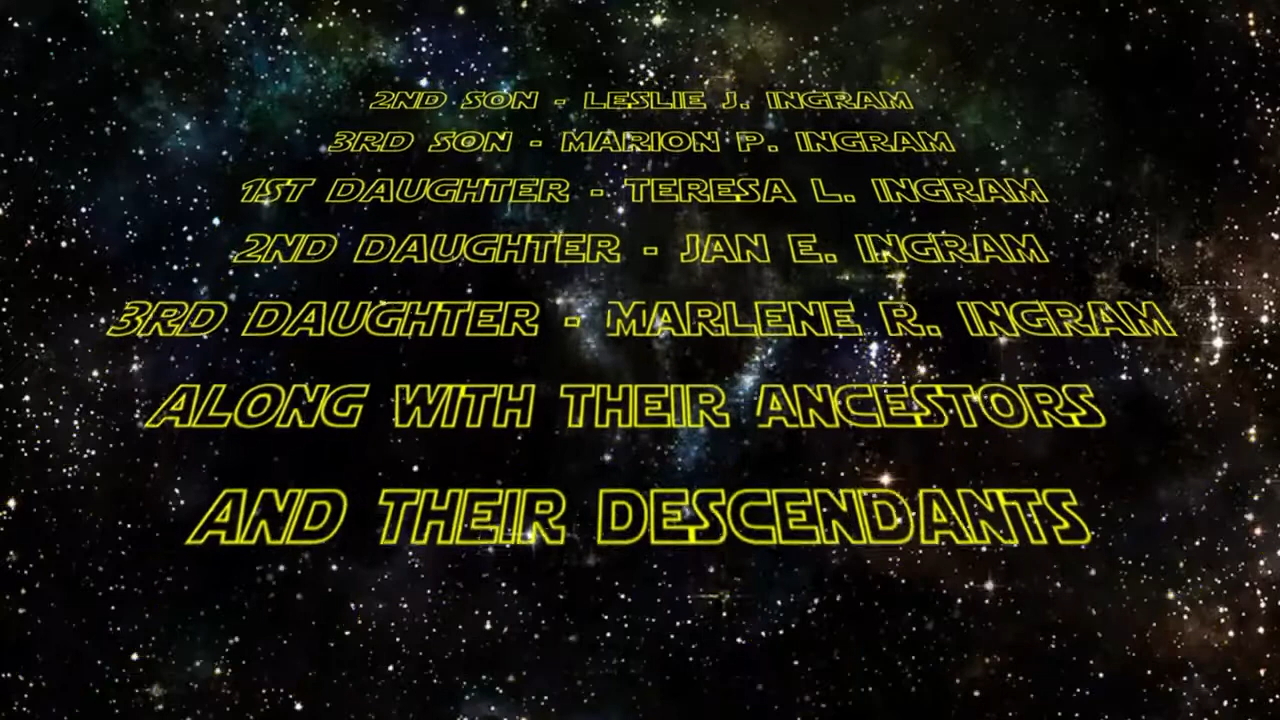 2ND SON - LESLIE J. INGRAM
3RD SON - MARION P. INGRAM
1ST DAUGHTER - TERESA L. INGRAM
2ND DAUGHTER - JAN E. INGRAM
3RD DAUGHTER - MARLENE R. INGRAM
ALONG WITH THEIR ANCESTORS
AND THEIR DESCENDANTS